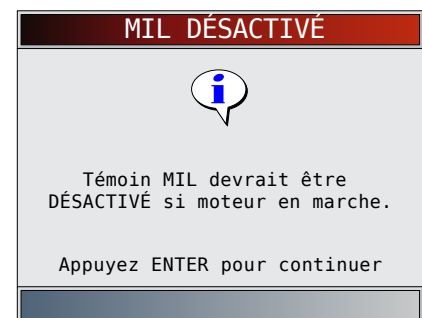 MIL DÉSACTIVÉ
i
Témoin MIL devrait être
DÉSACTIVÉ si moteur en marche.
Appuyez ENTER pour continuer